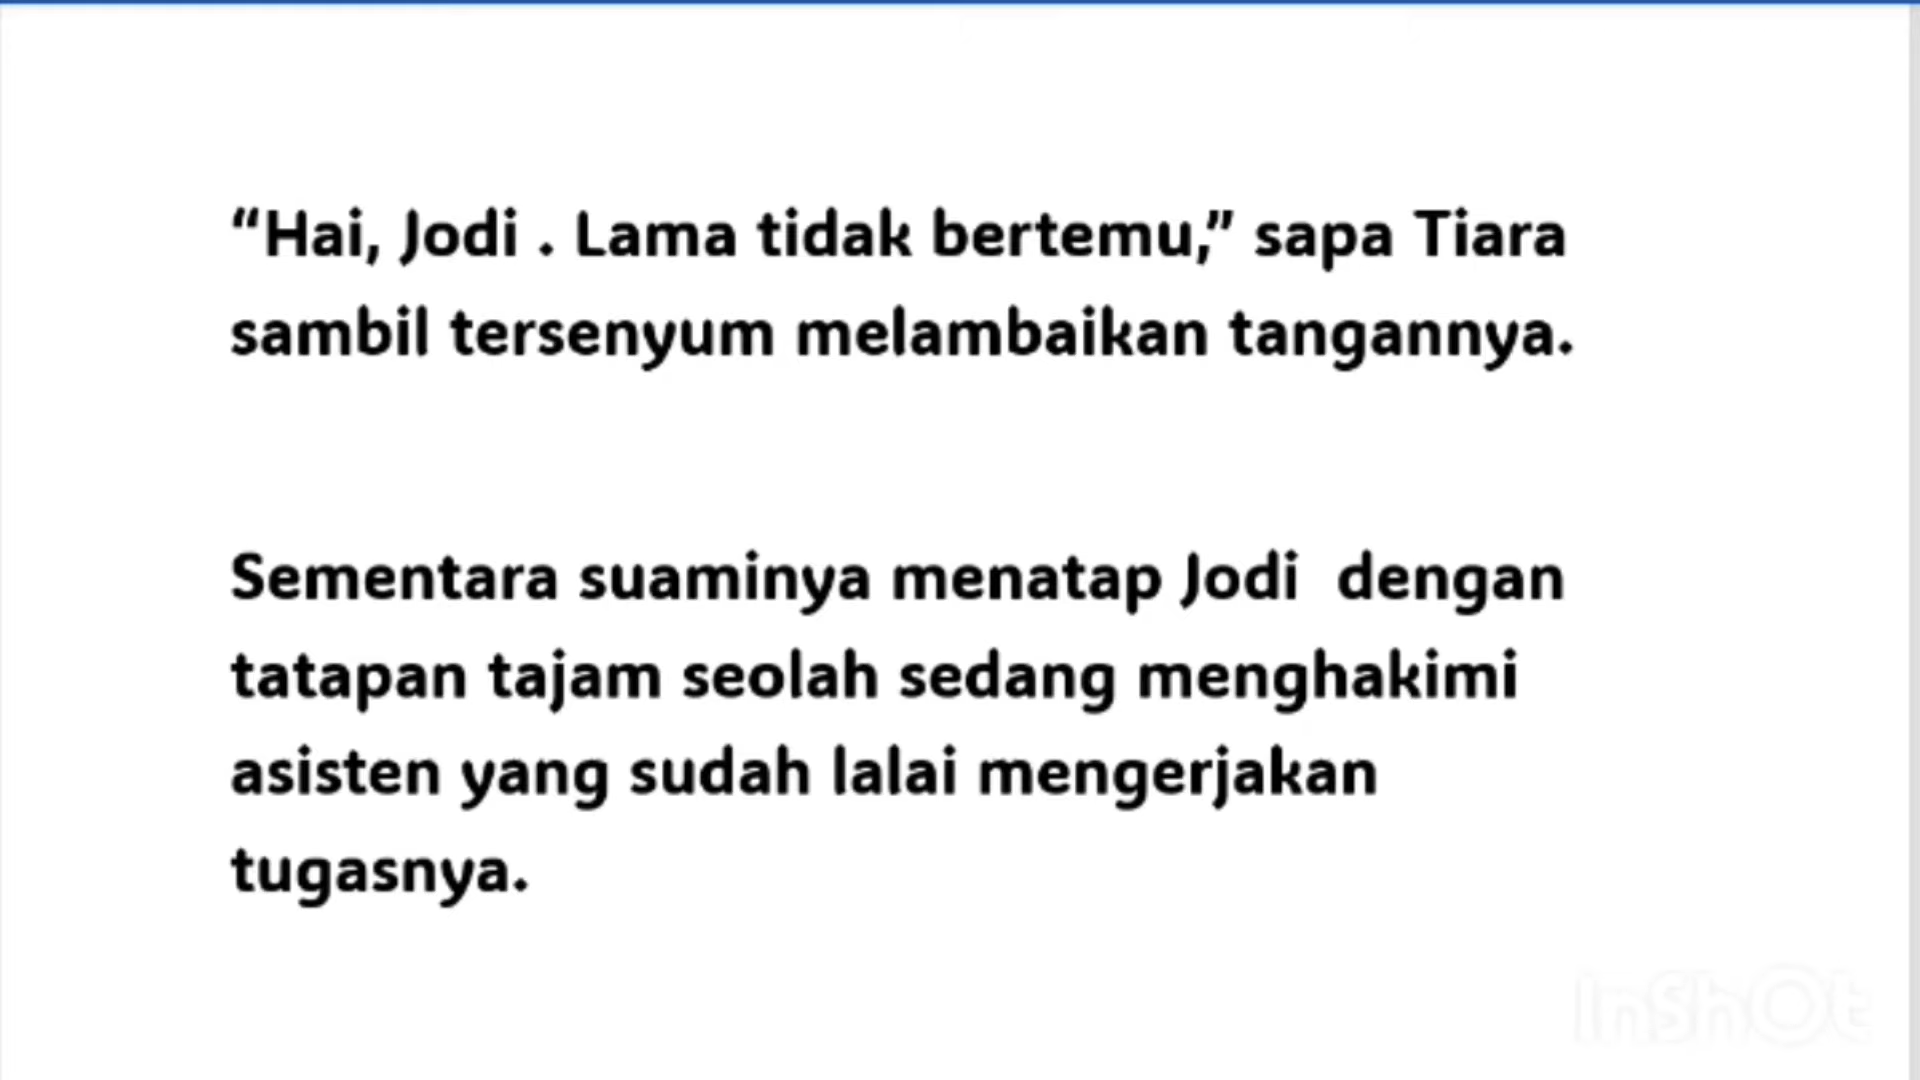 “Hai, Jodi . Lama tidak bertemu,” sapa Tiara
sambil tersenyum melambaikan tangannya.
Sementara suaminya menatap Jodi  dengan
tatapan tajam seolah sedang menghakimi
asisten yang sudah lalai mengerjakan
tugasnya.
InShOt